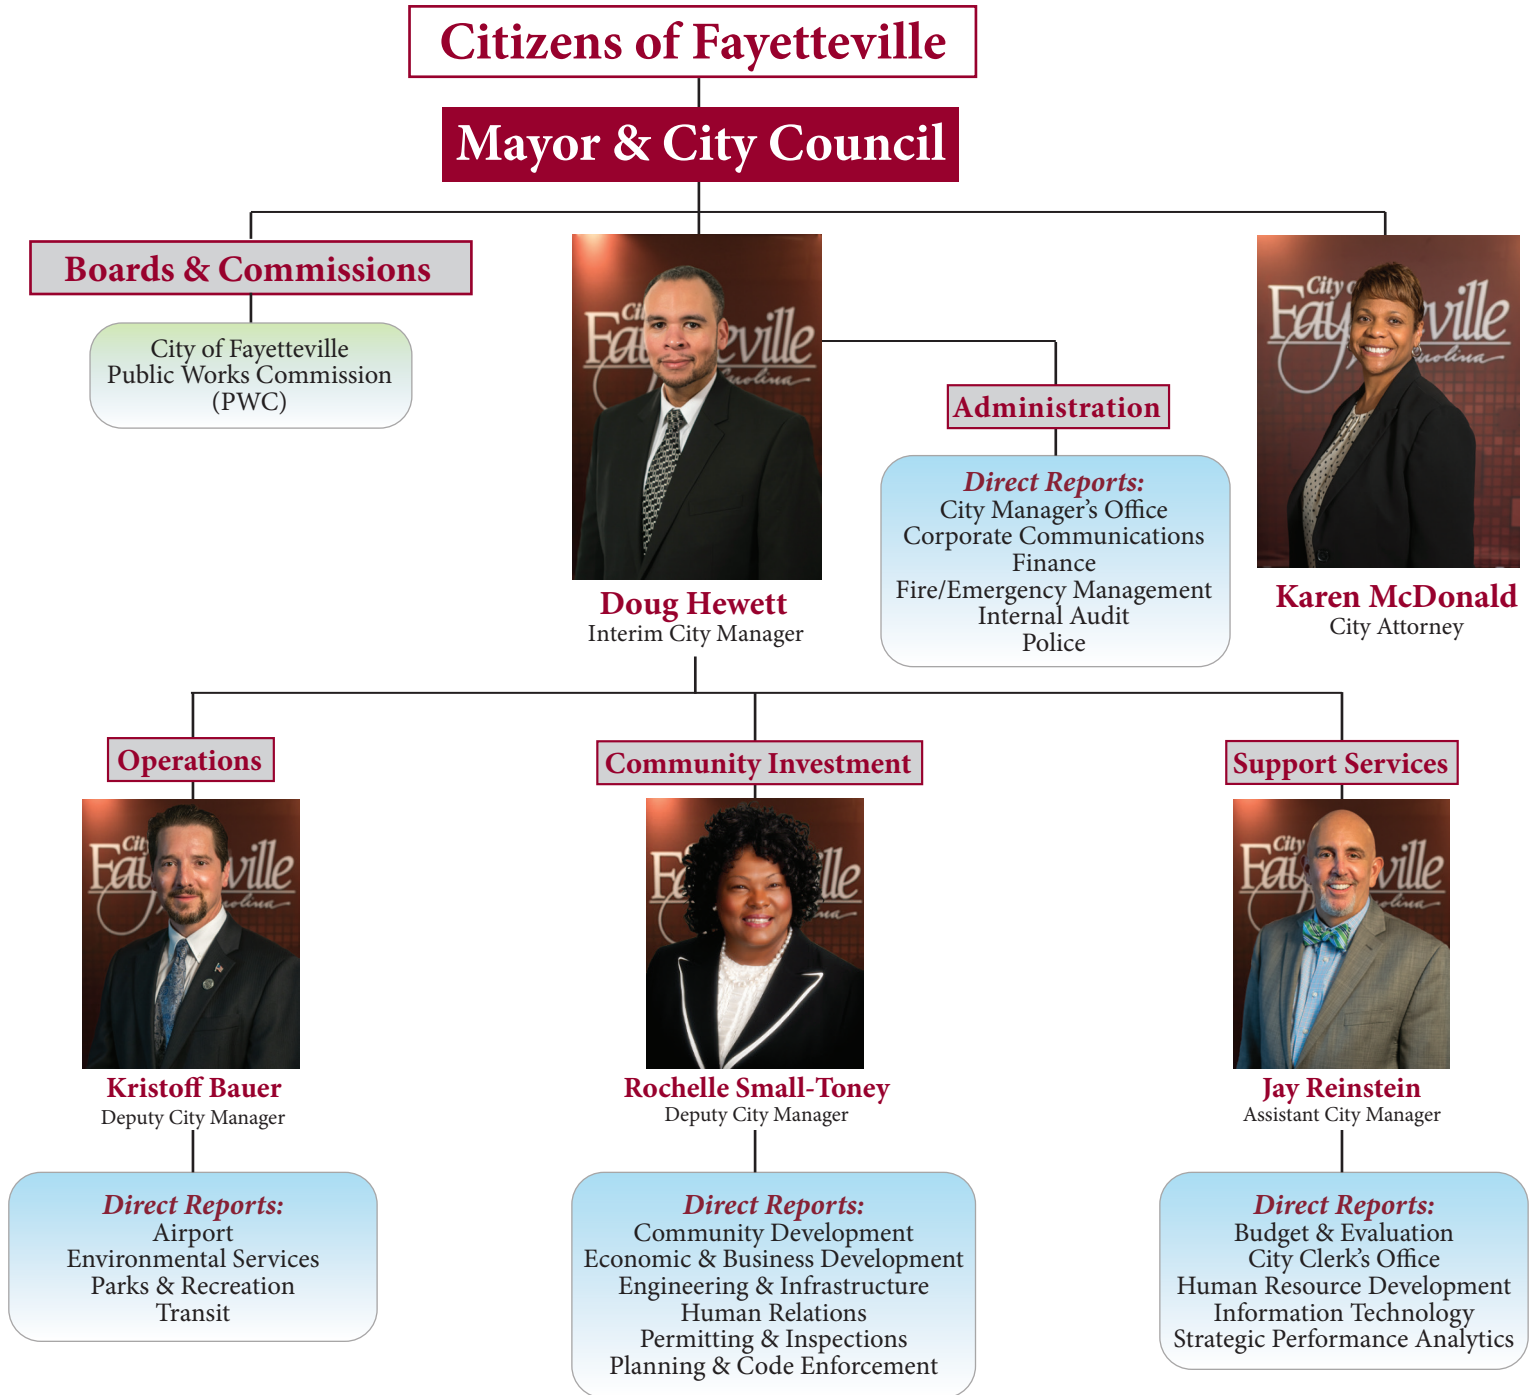 Citizens of Fayetteville
Mayor & City Council
Boards & Commissions
City of Fayetteville
Public Works Commission
(PWC)
Doug Hewett
Interim City Manager
Administration
Direct Reports:
City Manager's Office
Corporate Communications
Finance
Fire/Emergency Management
Internal Audit
Police
Karen McDonald
City Attorney
Operations
Kristoff Bauer
Deputy City Manager
Direct Reports:
Airport
Environmental Services
Parks & Recreation
Transit
Community Investment
Rochelle Small-Toney
Deputy City Manager
Direct Reports:
Community Development
Economic & Business Development
Engineering & Infrastructure
Human Relations
Permitting & Inspections
Planning & Code Enforcement
Support Services
Jay Reinstein
Assistant City Manager
Direct Reports:
Budget & Evaluation
City Clerk's Office
Human Resource Development
Information Technology
Strategic Performance Analytics